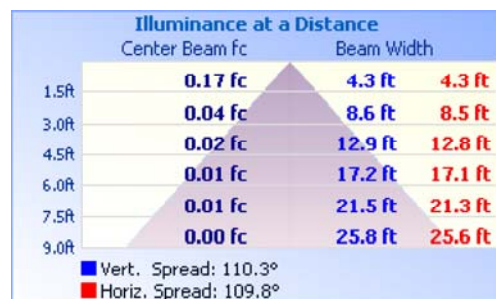 Illuminance at a Distance
Center Beam fc Beam Width
1.5ft 0.17 fc 4.3 ft 4.3 ft
3.0ft 0.04 fc 8.6 ft 8.5 ft
4.5ft 0.02 fc 12.9 ft 12.8 ft
6.0ft 0.01 fc 17.2 ft 17.1 ft
7.5ft 0.01 fc 21.5 ft 21.3 ft
9.0ft 0.00 fc 25.8 ft 25.6 ft
Vert. Spread: 110.3º
Horiz. Spread: 109.8º